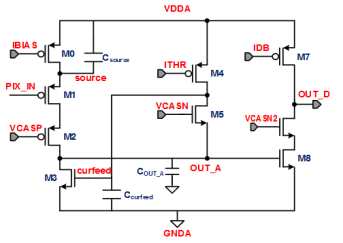 VDDA
IBIAS
M0
Csource
source
ITHR
M4
IDB
M7
PIX_IN
M1
VCASN
M5
OUT_D
VCASP
M2
VCASN2
M3
curfeed
COUT_A
OUT_A
M8
Ccurfeed
GNDA